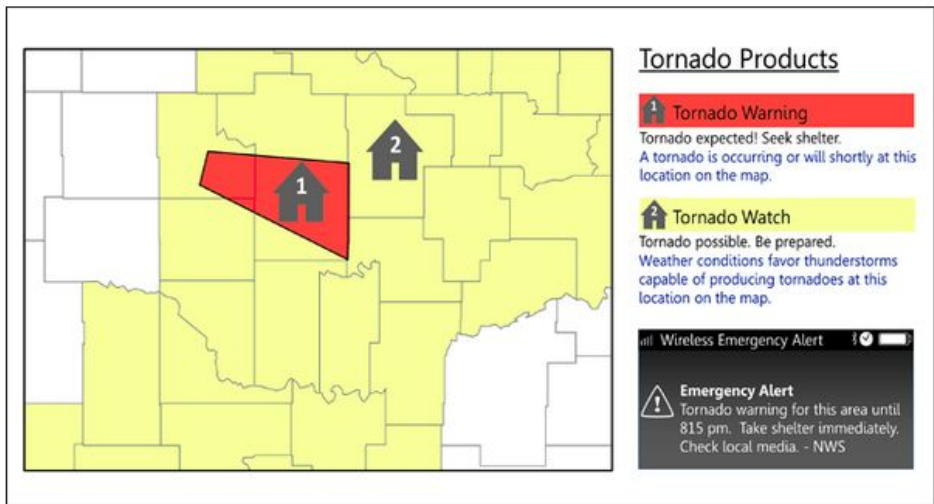 1
2
Tornado Products
1 Tornado Warning
Tornado expected! Seek shelter.
A tornado is occurring or will shortly at this
location on the map.
2 Tornado Watch
Tornado possible. Be prepared.
Weather conditions favor thunderstorms
capable of producing tornadoes at this
location on the map.
Wireless Emergency Alert
Emergency Alert
Tornado warning for this area until
815 pm. Take shelter immediately.
Check local media. - NWS